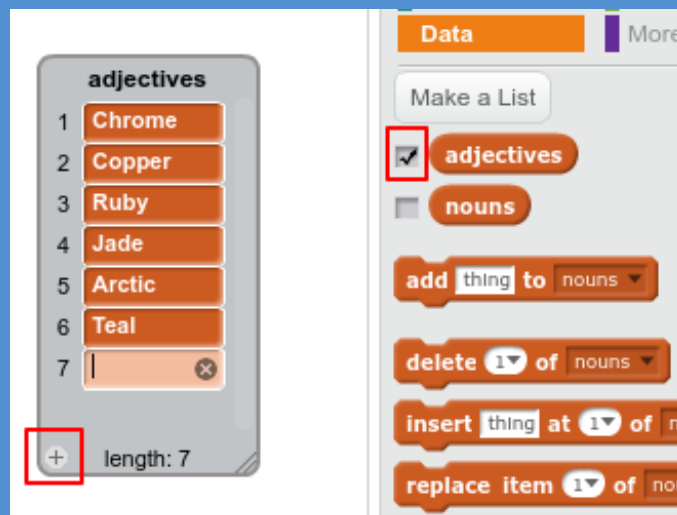 adjectives
1 Chrome
2 Copper
3 Ruby
4 Jade
5 Arctic
6 Teal
7
+ length: 7
Data
More
Make a List
adjectives
nouns
add thing to nouns
delete 1 of nouns
insert thing at 1 of
replace item 1 of